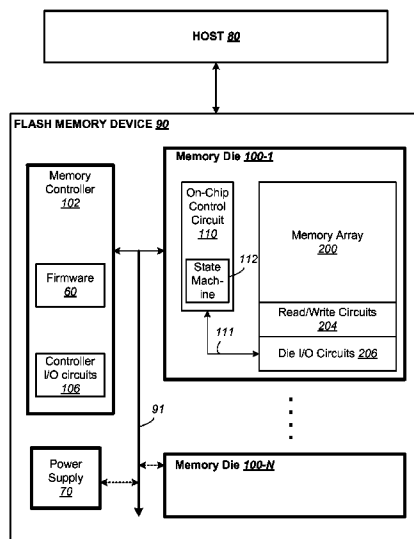 HOST 80
FLASH MEMORY DEVICE 90
Memory
Controller
102
Firmware
60
Controller
I/O circuits
106
Power
Supply
70
91
Memory Die 100-1
On-Chip
Control
Circuit
110
112
State
Mach-
ine
111
Memory Array
200
Read/Write Circuits
204
Die I/O Circuits 206
Memory Die 100-N